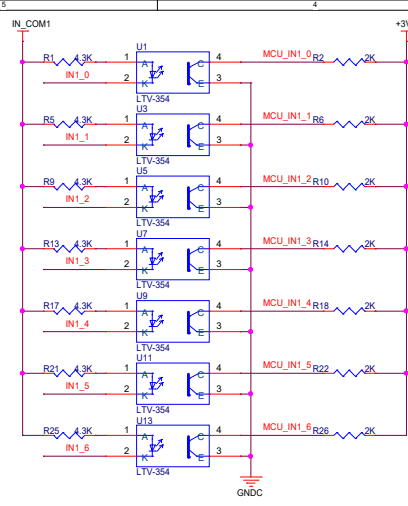 5 4
IN_COM1 +3V
U1
R1 4.3K 1 A C 4 MCU_IN1_0 R2 2K
IN1_0 2 K E 3
LTV-354
U3
R5 4.3K 1 A C 4 MCU_IN1_1 R6 2K
IN1_1 2 K E 3
LTV-354
U5
R9 4.3K 1 A C 4 MCU_IN1_2 R10 2K
IN1_2 2 K E 3
LTV-354
U7
R13 4.3K 1 A C 4 MCU_IN1_3 R14 2K
IN1_3 2 K E 3
LTV-354
U9
R17 4.3K 1 A C 4 MCU_IN1_4 R18 2K
IN1_4 2 K E 3
LTV-354
U11
R21 4.3K 1 A C 4 MCU_IN1_5 R22 2K
IN1_5 2 K E 3
LTV-354
U13
R25 4.3K 1 A C 4 MCU_IN1_6 R26 2K
IN1_6 2 K E 3
LTV-354
GNDC